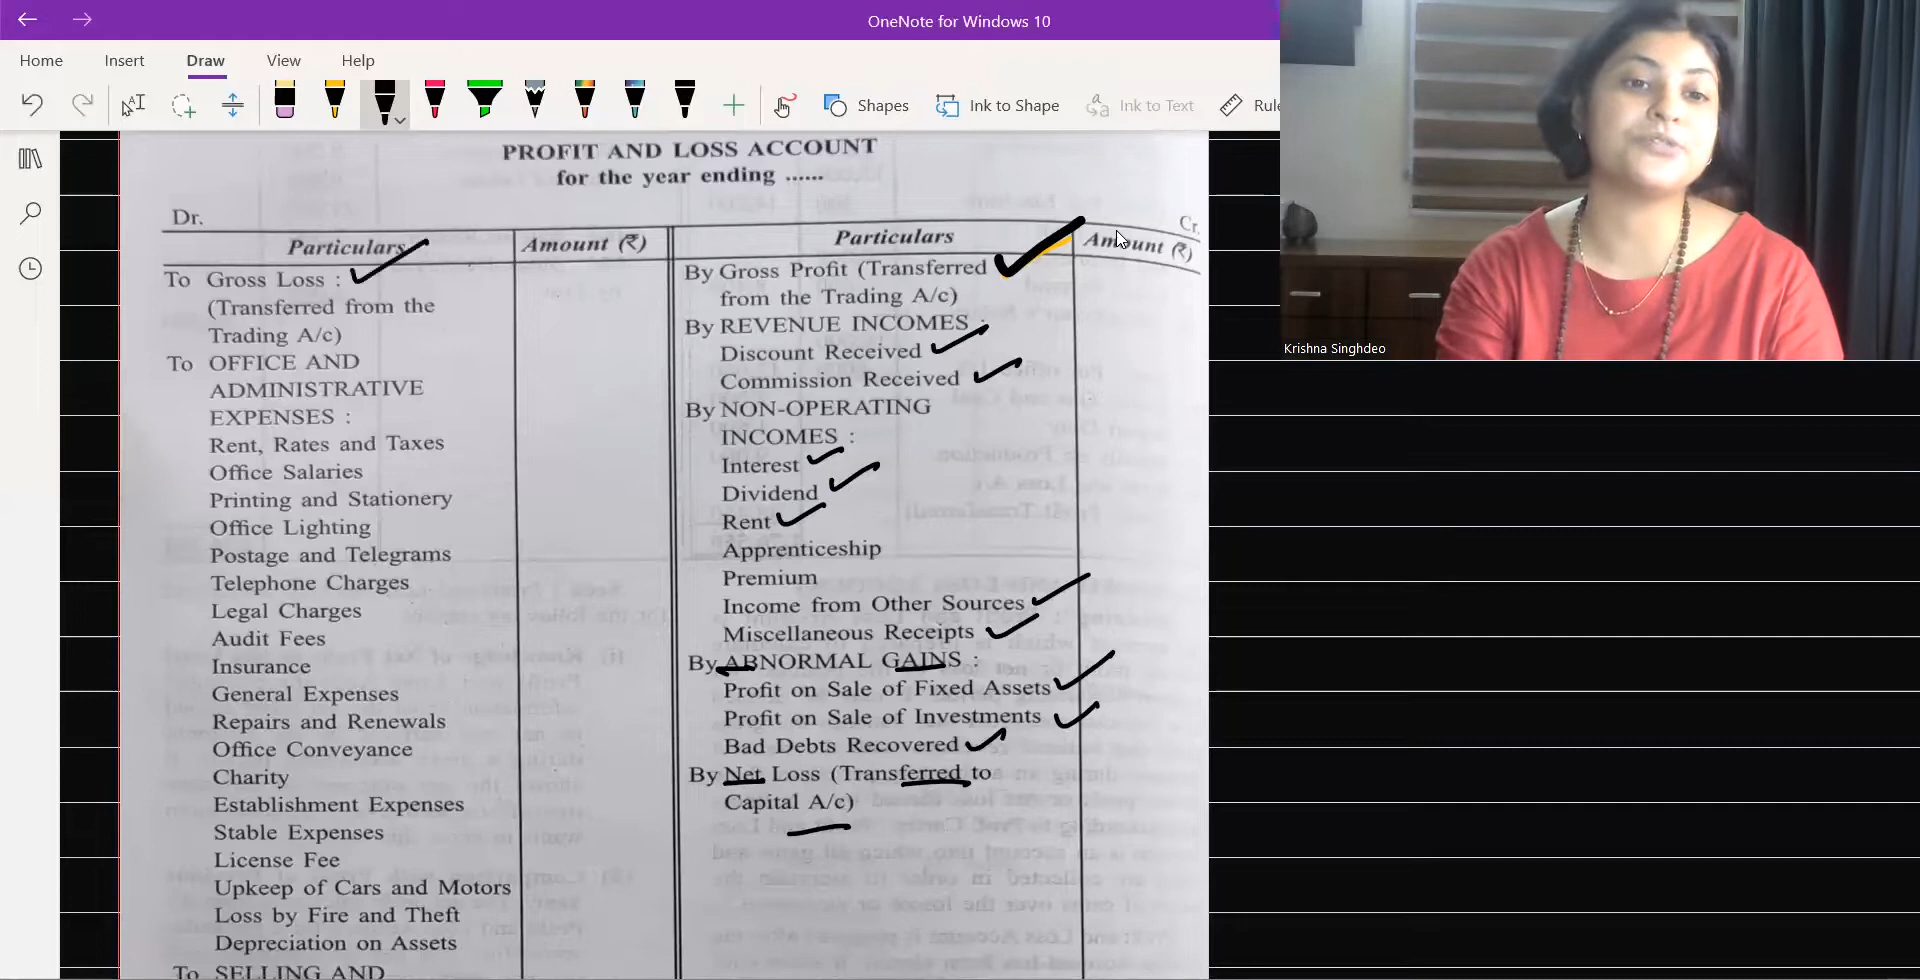 OneNote for Windows 10
Home Insert Draw View Help
Shapes Ink to Shape Ink to Text Rule
Krishna Singhdeo
PROFIT AND LOSS ACCOUNT
for the year ending ......
Dr.
Cr.
Particulars Amount (₹) Particulars Amount (₹)
To Gross Loss :
(Transferred from the
Trading A/c)
To OFFICE AND
ADMINISTRATIVE
EXPENSES :
Rent, Rates and Taxes
Office Salaries
Printing and Stationery
Office Lighting
Postage and Telegrams
Telephone Charges
Legal Charges
Audit Fees
Insurance
General Expenses
Repairs and Renewals
Office Conveyance
Charity
Establishment Expenses
Stable Expenses
License Fee
Upkeep of Cars and Motors
Loss by Fire and Theft
Depreciation on Assets
To SELLING AND
By Gross Profit (Transferred
from the Trading A/c)
By REVENUE INCOMES :
Discount Received
Commission Received
By NON-OPERATING
INCOMES :
Interest
Dividend
Rent
Apprenticeship
Premium
Income from Other Sources
Miscellaneous Receipts
By ABNORMAL GAINS :
Profit on Sale of Fixed Assets
Profit on Sale of Investments
Bad Debts Recovered
By Net Loss (Transferred to
Capital A/c)